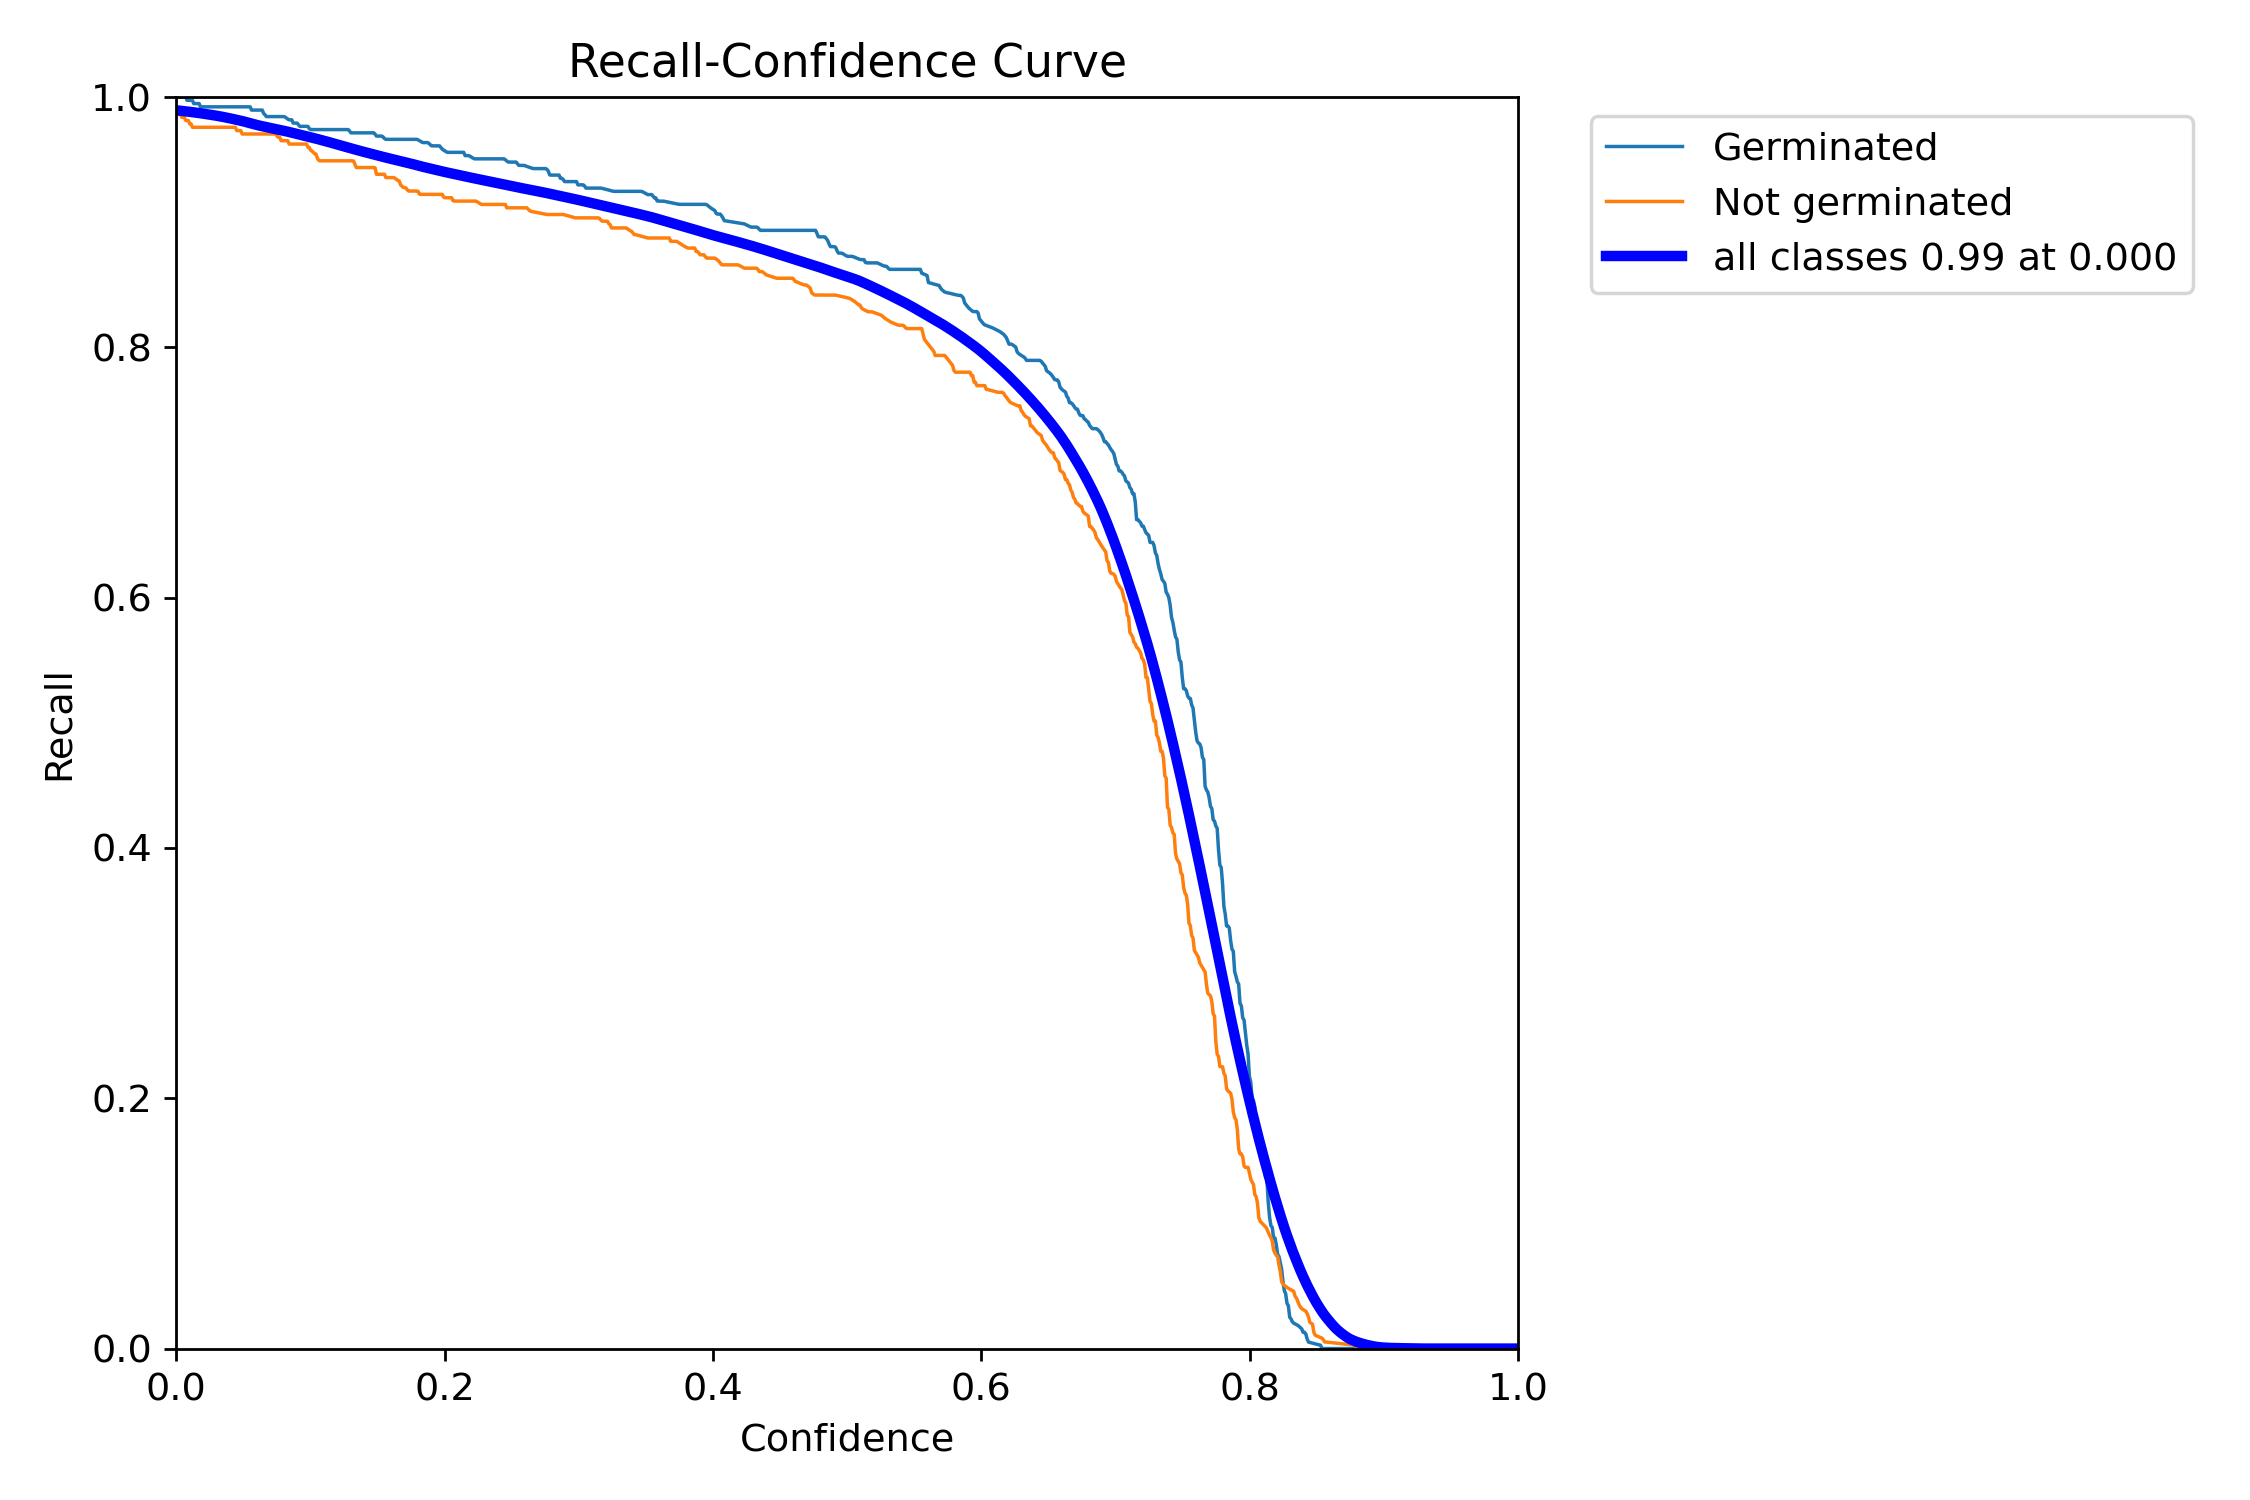 Recall-Confidence Curve
1.0
0.8
0.6
0.4
0.2
0.0
Recall
0.0 0.2 0.4 0.6 0.8 1.0
Confidence
Germinated
Not germinated
all classes 0.99 at 0.000